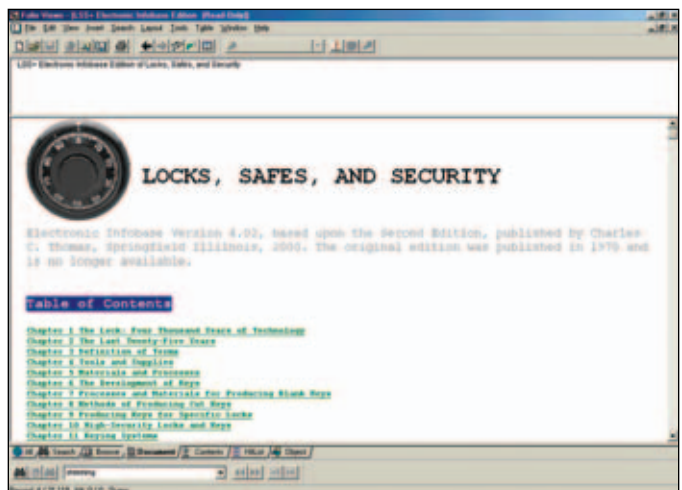 Folio Views - [LSS+ Electronic Infobase Edition (Read Only)]
File Edit View Insert Search Layout Tools Table Window Help
LSS+ Electronic Infobase Edition of Locks, Safes, and Security
LOCKS, SAFES, AND SECURITY
Electronic Infobase Version 4.02, based upon the Second Edition, published by Charles
C. Thomas, Springfield Illinois, 2000. The original edition was published in 1970 and
is no longer available.
Table of Contents
Chapter 1 The Lock: Four Thousand Years of Technology
Chapter 2 The Last Twenty-Five Years
Chapter 3 Definition of Terms
Chapter 4 Tools and Supplies
Chapter 5 Materials and Processes
Chapter 6 The Development of Keys
Chapter 7 Processes and Materials for Producing Blank Keys
Chapter 8 Methods of Producing Cut Keys
Chapter 9 Producing Keys for Specific Locks
Chapter 10 High-Security Locks and Keys
Chapter 11 Keying Systems
All Search Browse Document Contents HitList Object